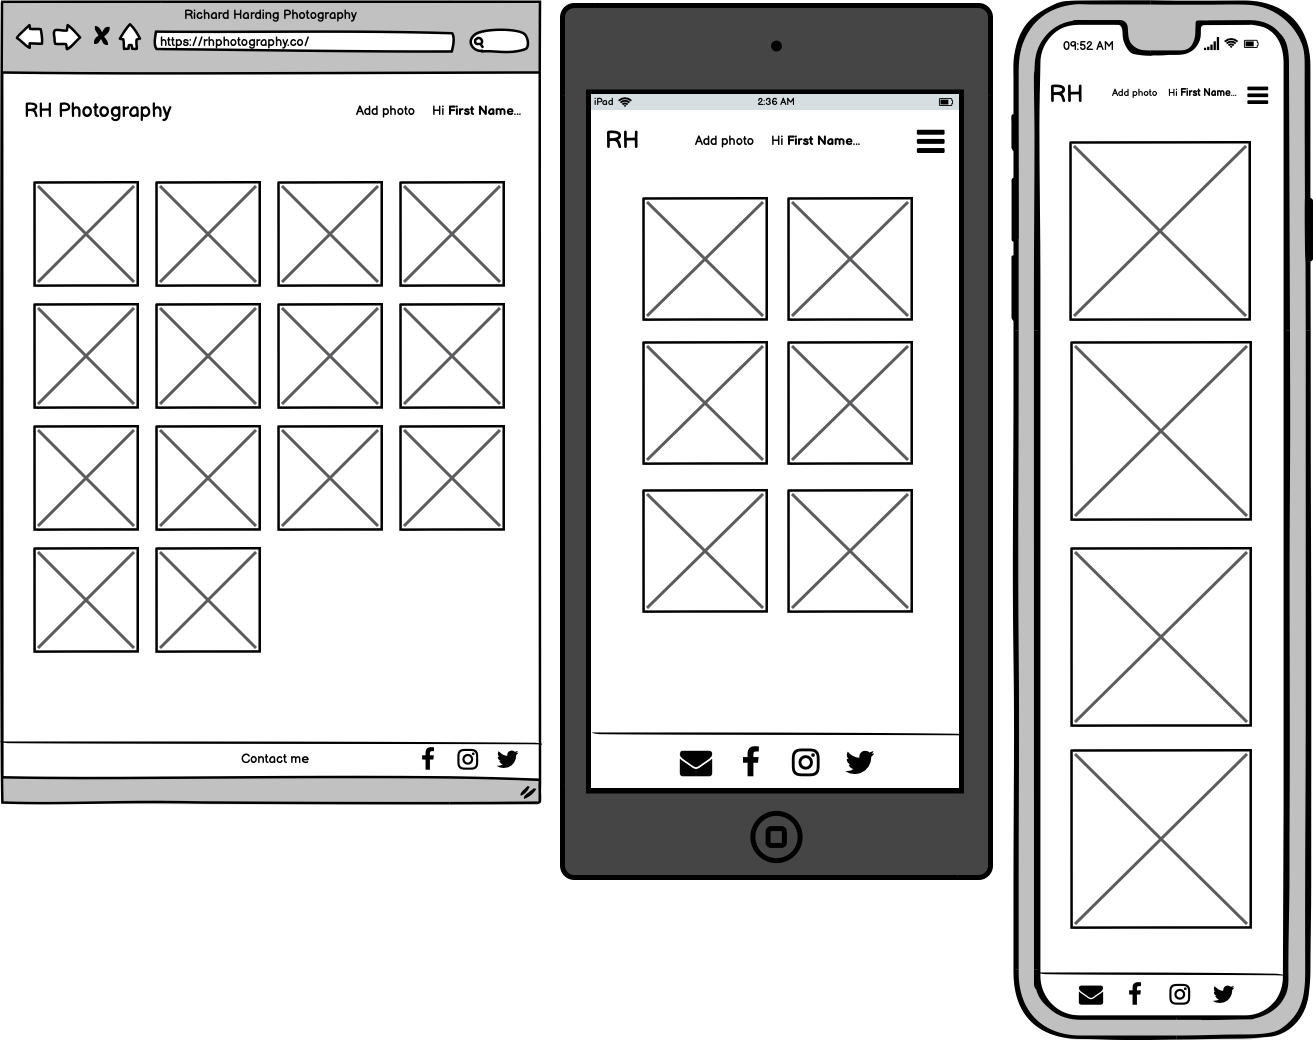 Richard Harding Photography
https://rhphotography.co/
RH Photography
Add photo
Hi First Name...
Contact me
iPad
2:36 AM
RH
Add photo
Hi First Name...
09:52 AM
RH
Add photo
Hi First Name...